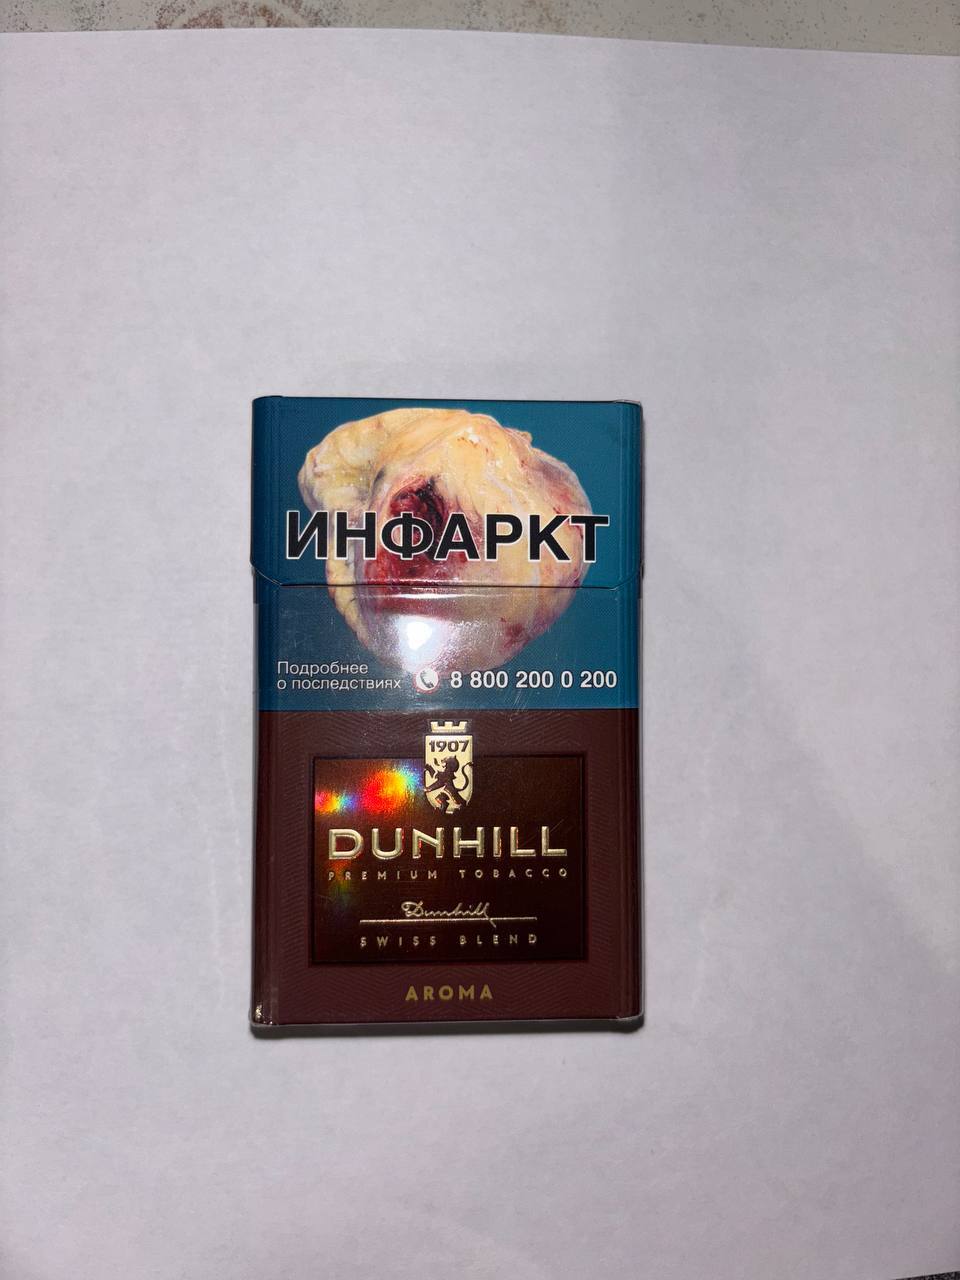 ИНФАРКТ
Подробнее
о последствиях 8 800 200 0 200
1907
DUNHILL
PREMIUM TOBACCO
Dunhill
SWISS BLEND
AROMA